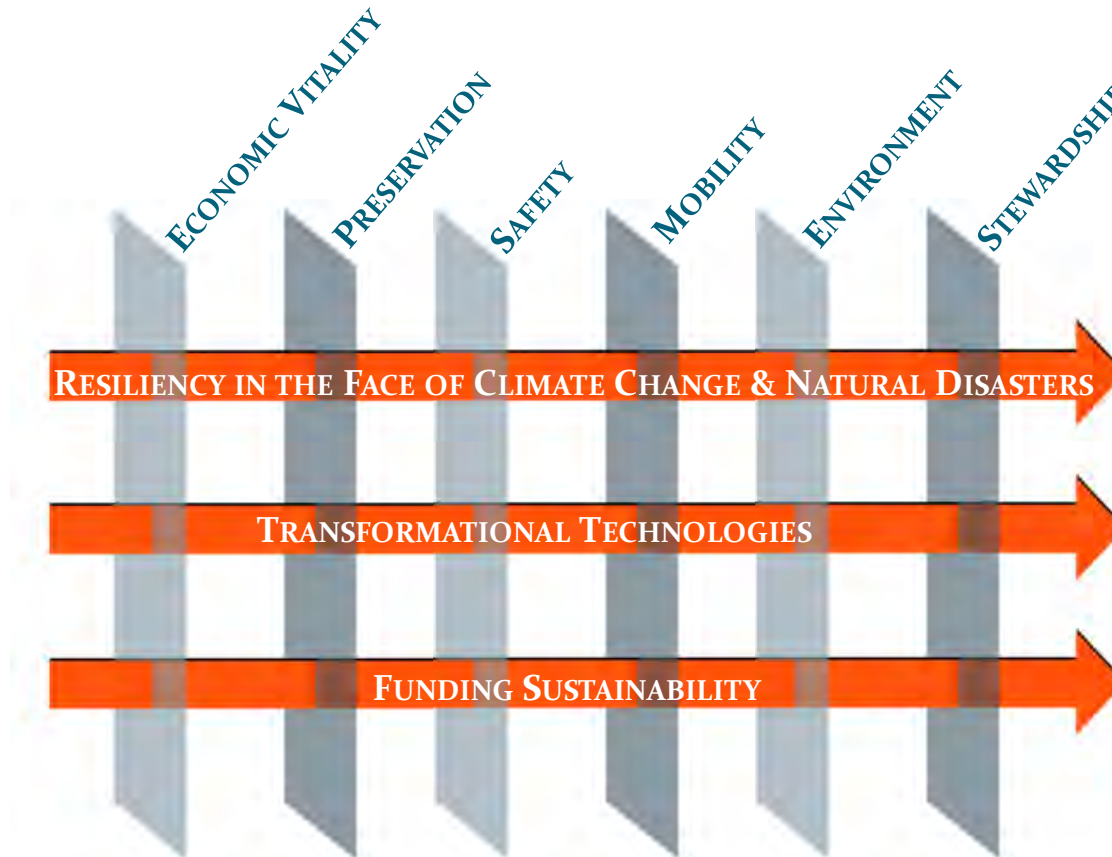 ECONOMIC VITALITY
PRESERVATION
SAFETY
MOBILITY
ENVIRONMENT
STEWARDSHIP
RESILIENCY IN THE FACE OF CLIMATE CHANGE & NATURAL DISASTERS
TRANSFORMATIONAL TECHNOLOGIES
FUNDING SUSTAINABILITY